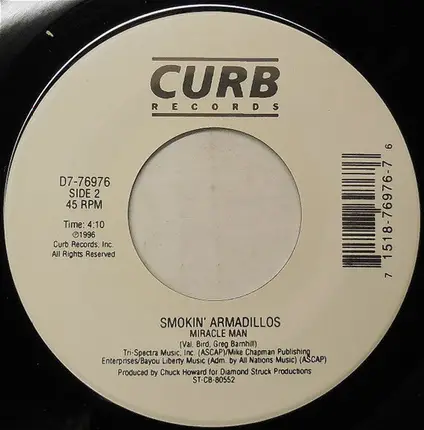 CURB
RECORDS
D7-76976
SIDE 2
45 RPM
Time: 4:10
℗1996
Curb Records, Inc.
All Rights Reserved
7 1518-76976-7 6
SMOKIN' ARMADILLOS
MIRACLE MAN
(Val. Bird, Greg Barnhill)
Tri-Spectra Music, Inc. (ASCAP)/Mike Chapman Publishing
Enterprises/Bayou Liberty Music (Adm. by All Nations Music) (ASCAP)
Produced by Chuck Howard for Diamond Struck Productions
ST-CB-80552